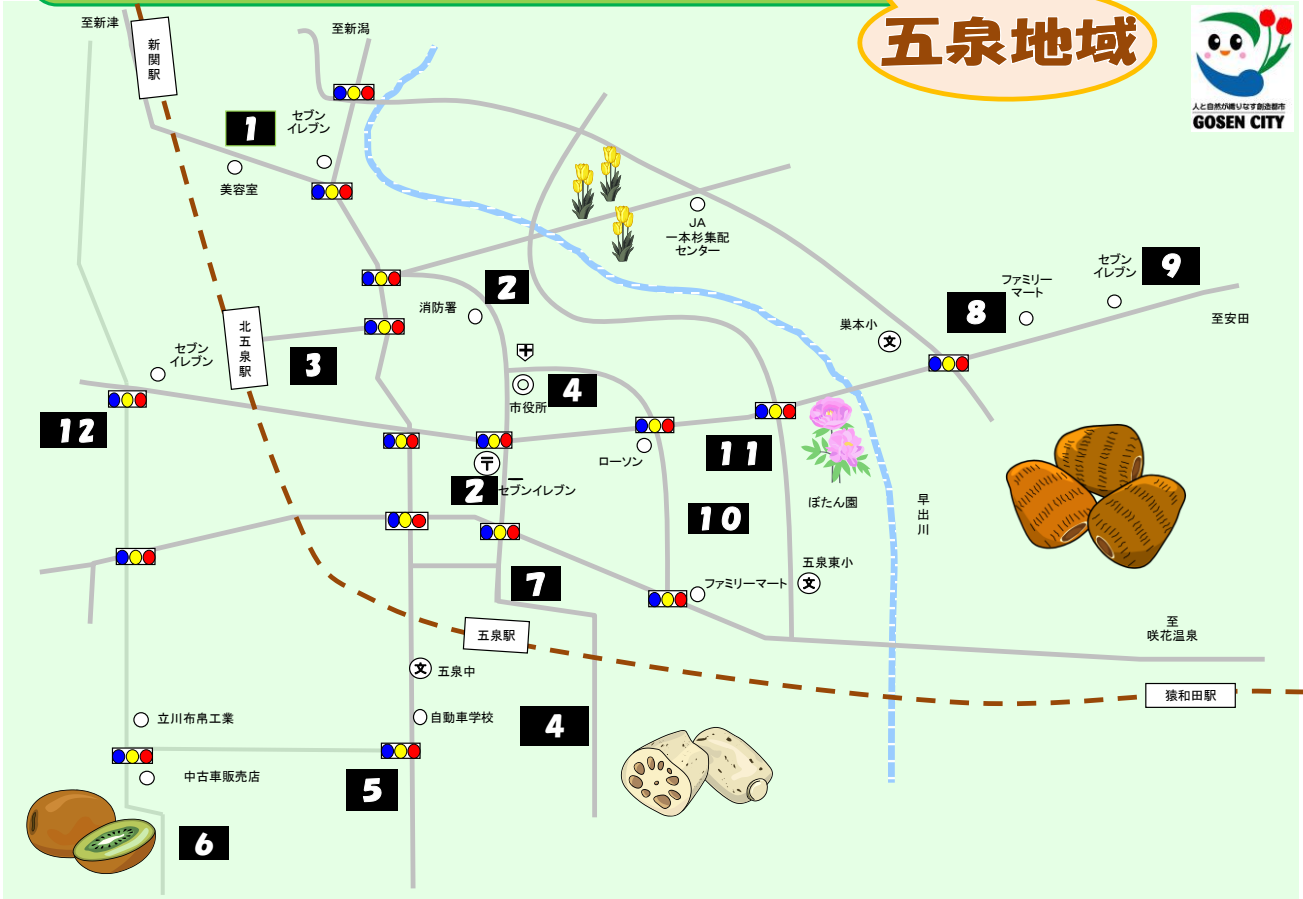 五泉地域
人と自然が織りなす創造都市
GOSEN CITY
至新津
新関駅
至新潟
1
セブン
イレブン
美容室
JA
一本杉集配
センター
消防署
2
北五泉駅
3
セブン
イレブン
市役所
4
巣本小
文
8
ファミリー
マート
セブン
イレブン
9
至安田
12
〒
2
セブンイレブン
ローソン
11
10
ぼたん園
早出川
7
ファミリーマート
五泉東小
文
五泉駅
文
五泉中
至
咲花温泉
猿和田駅
立川布帛工業
自動車学校
4
中古車販売店
5
6